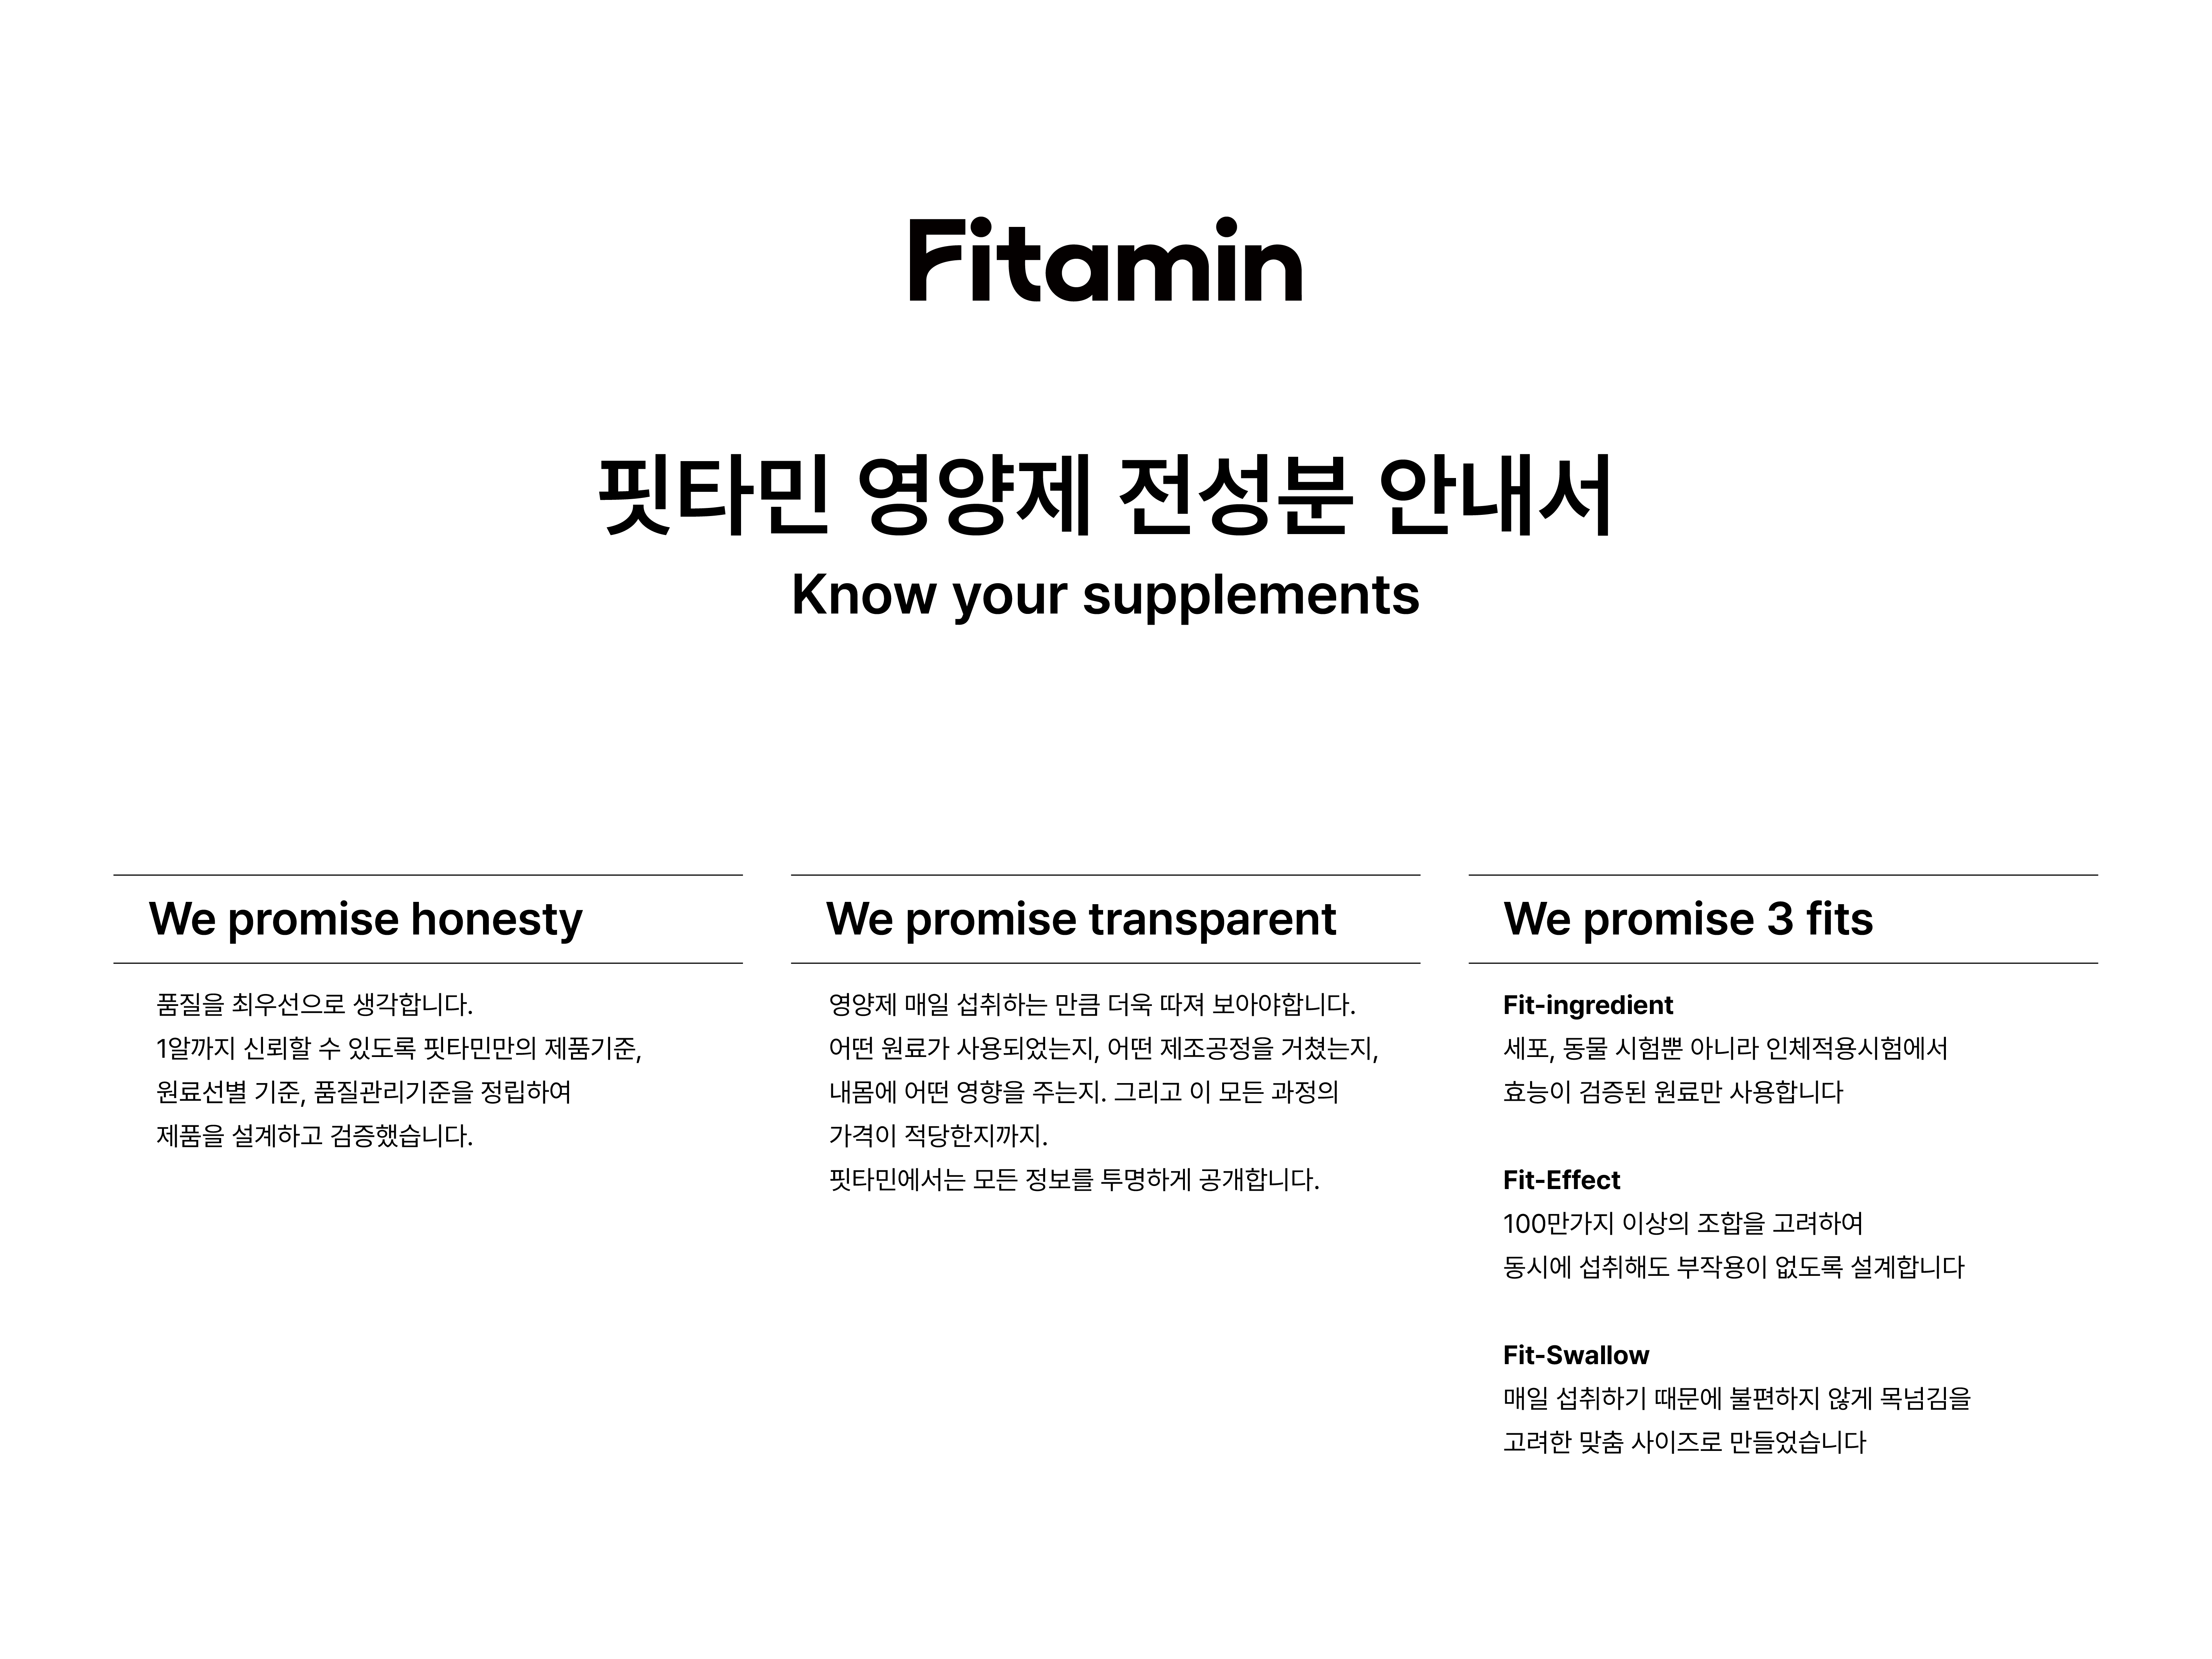 Fitamin
핏타민 영양제 전성분 안내서
Know your supplements
We promise honesty
품질을 최우선으로 생각합니다.
1알까지 신뢰할 수 있도록 핏타민만의 제품기준,
원료선별 기준, 품질관리기준을 정립하여
제품을 설계하고 검증했습니다.
We promise transparent
영양제 매일 섭취하는 만큼 더욱 따져 보아야합니다.
어떤 원료가 사용되었는지, 어떤 제조공정을 거쳤는지,
내몸에 어떤 영향을 주는지. 그리고 이 모든 과정의
가격이 적당한지까지.
핏타민에서는 모든 정보를 투명하게 공개합니다.
We promise 3 fits
Fit-ingredient
세포, 동물 시험뿐 아니라 인체적용시험에서
효능이 검증된 원료만 사용합니다
Fit-Effect
100만가지 이상의 조합을 고려하여
동시에 섭취해도 부작용이 없도록 설계합니다
Fit-Swallow
매일 섭취하기 때문에 불편하지 않게 목넘김을
고려한 맞춤 사이즈로 만들었습니다